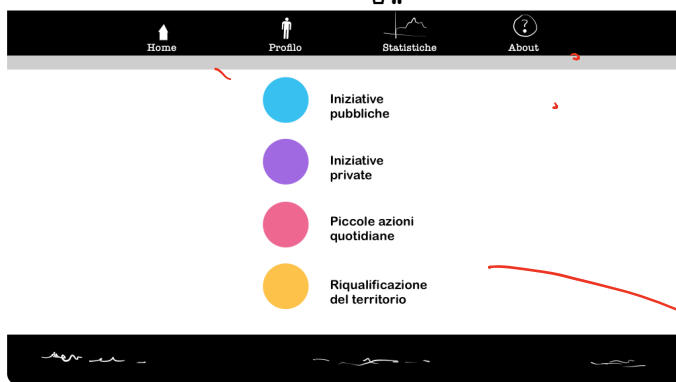 Home
Profilo
Statistiche
About
Iniziative
pubbliche
Iniziative
private
Piccole azioni
quotidiane
Riqualificazione
del territorio